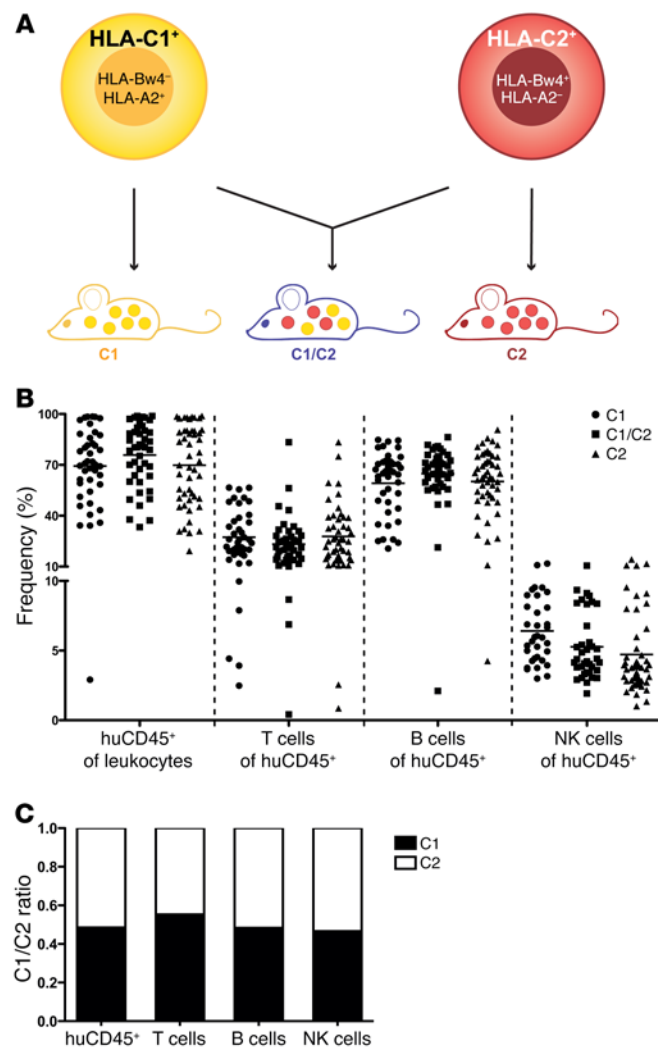 A
HLA-C1⁺
HLA-Bw4⁻
HLA-A2⁺
HLA-C2⁺
HLA-Bw4⁺
HLA-A2⁻
C1
C1/C2
C2
B
Frequency (%)
100
70
40
10
10
5
0
C1
C1/C2
C2
huCD45⁺
of leukocytes
T cells
of huCD45⁺
B cells
of huCD45⁺
NK cells
of huCD45⁺
C
C1/C2 ratio
1.0
0.8
0.6
0.4
0.2
0.0
C1
C2
huCD45⁺
T cells
B cells
NK cells